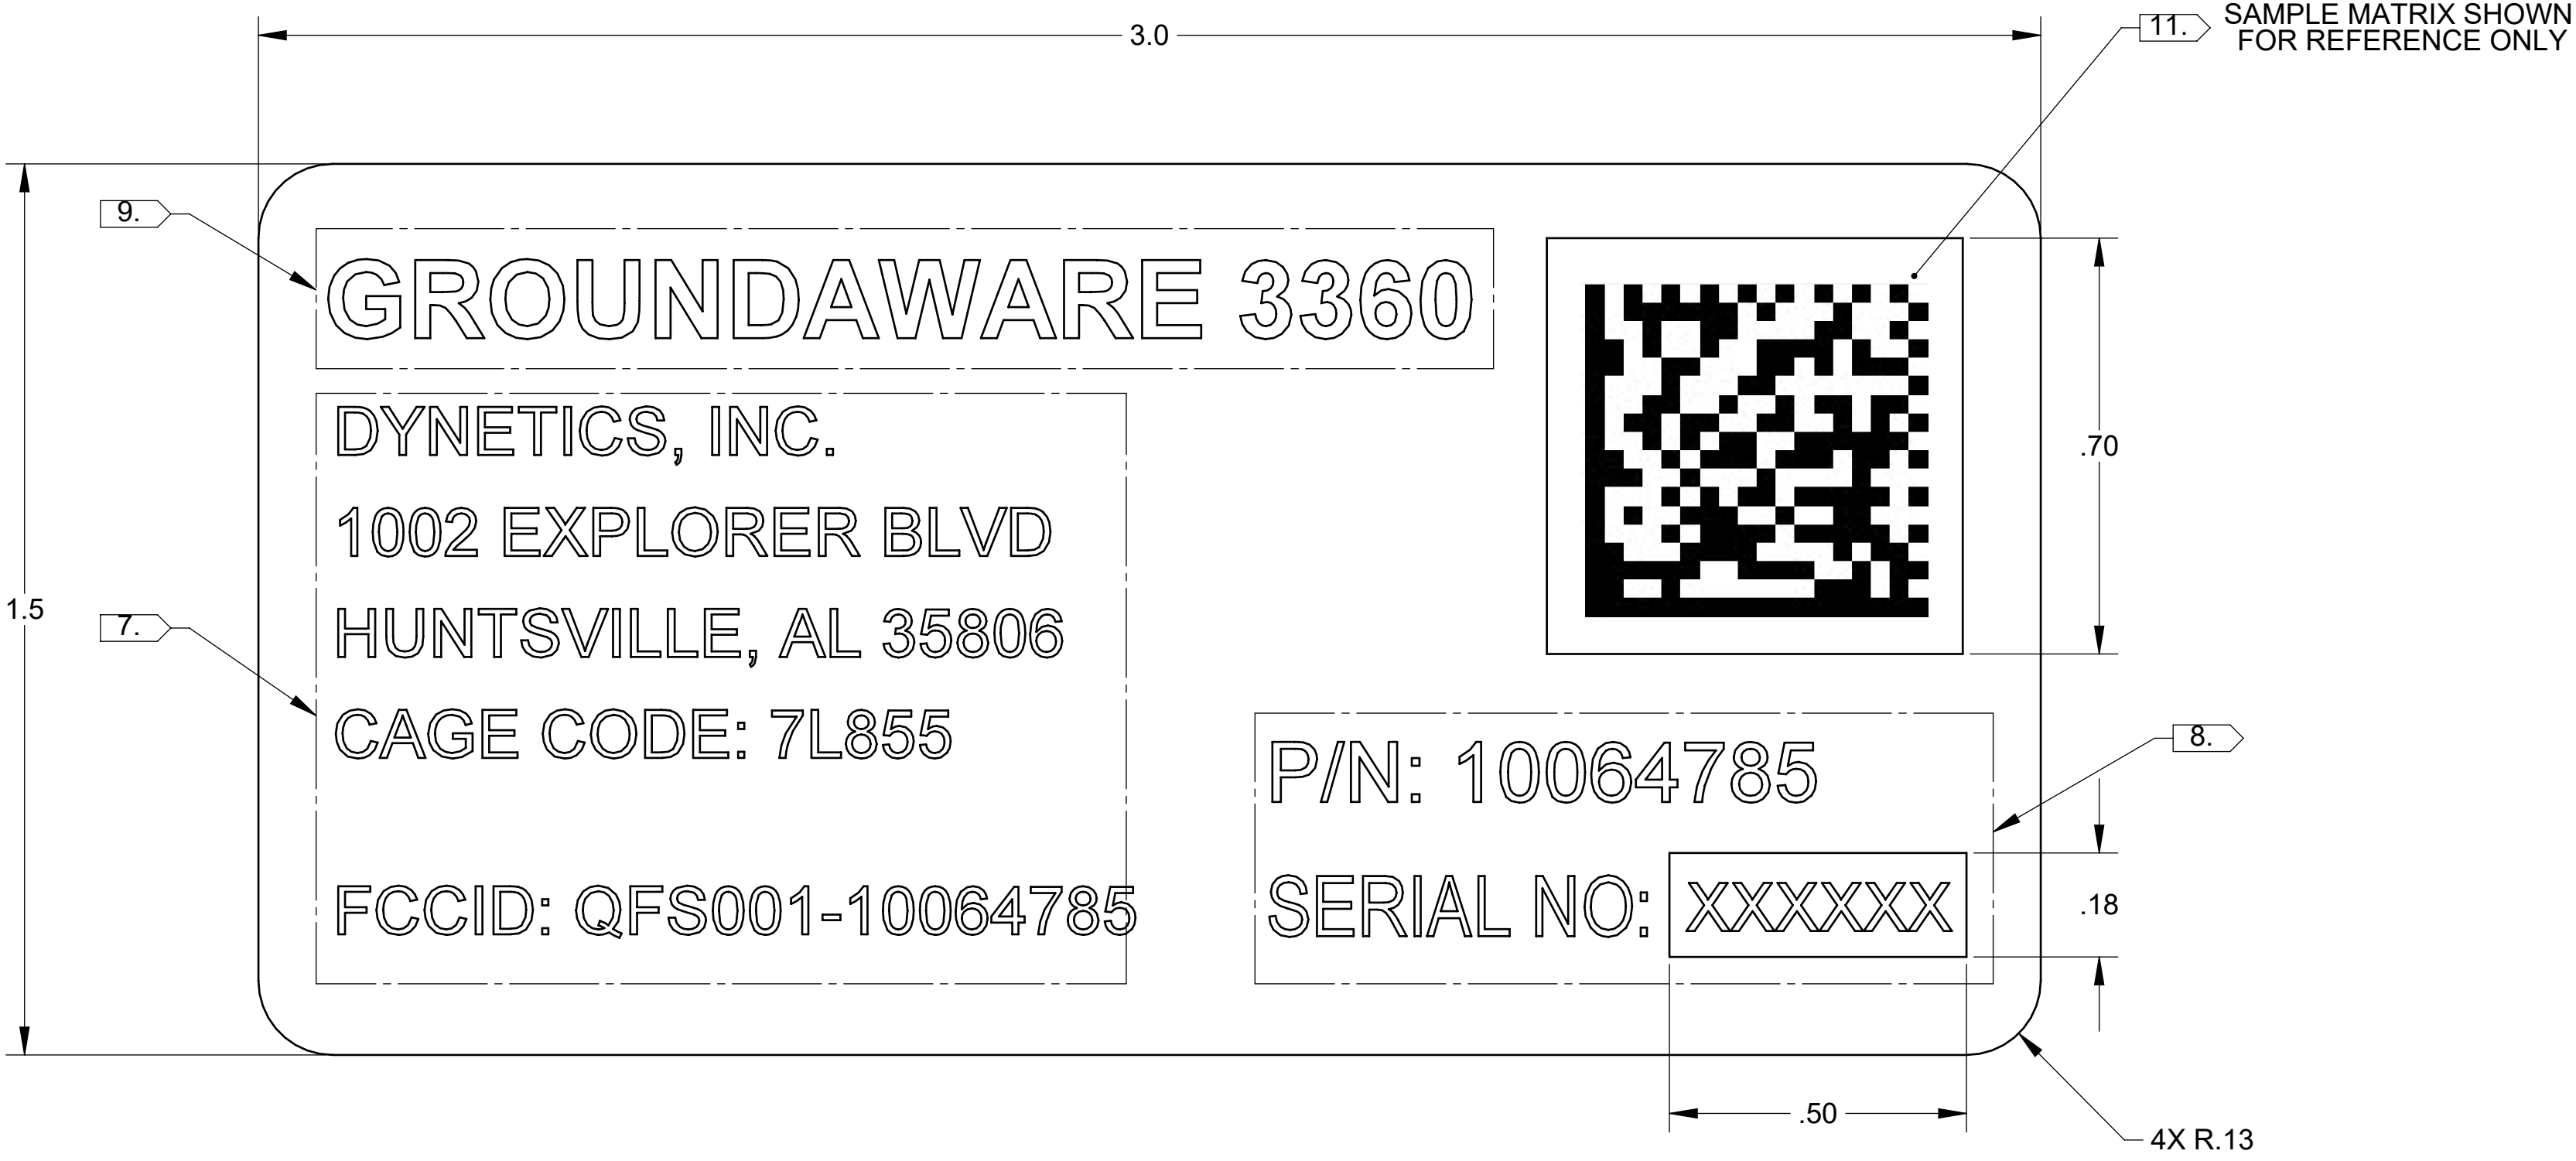 3.0
11.
SAMPLE MATRIX SHOWN
FOR REFERENCE ONLY
9.
GROUNDAWARE 3360
DYNETICS, INC.
1002 EXPLORER BLVD
HUNTSVILLE, AL 35806
CAGE CODE: 7L855
FCCID: QFS001-10064785
1.5
7.
.70
P/N: 10064785
SERIAL NO: XXXXXX
8.
.18
.50
4X R.13